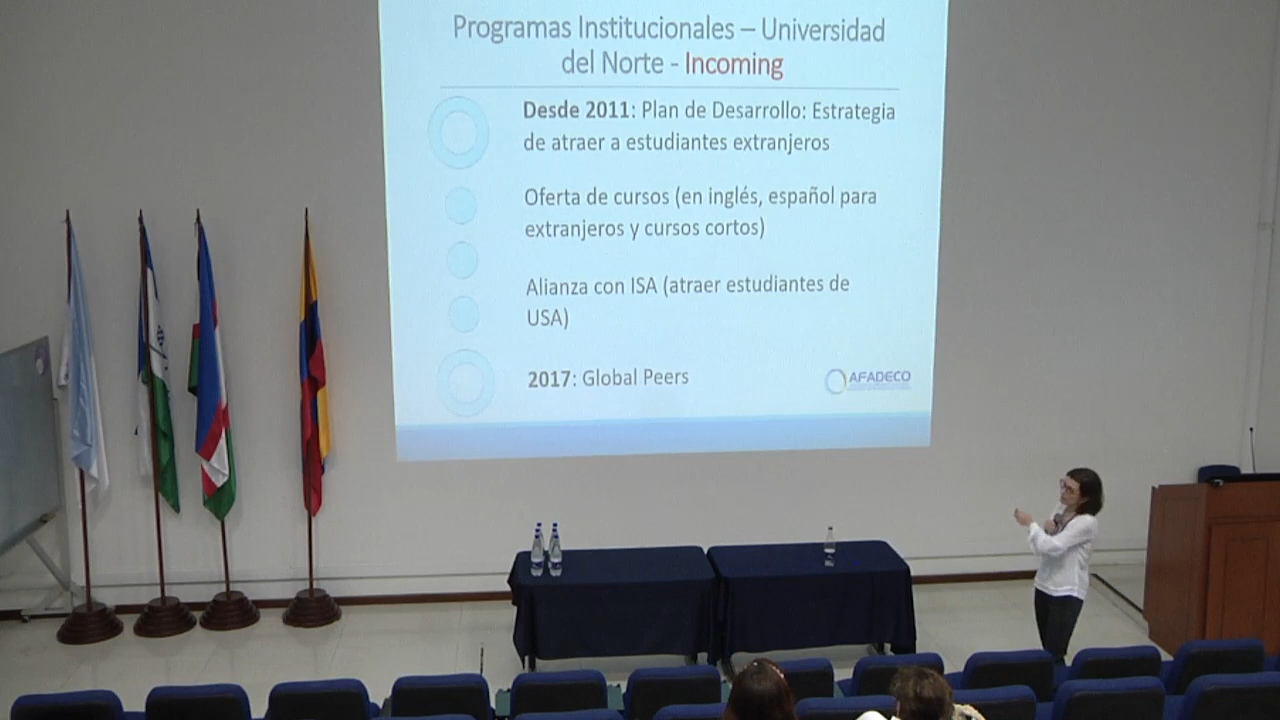 Programas Institucionales – Universidad
del Norte - Incoming
Desde 2011: Plan de Desarrollo: Estrategia
de atraer a estudiantes extranjeros
Oferta de cursos (en inglés, español para
extranjeros y cursos cortos)
Alianza con ISA (atraer estudiantes de
USA)
2017: Global Peers
AFADECO